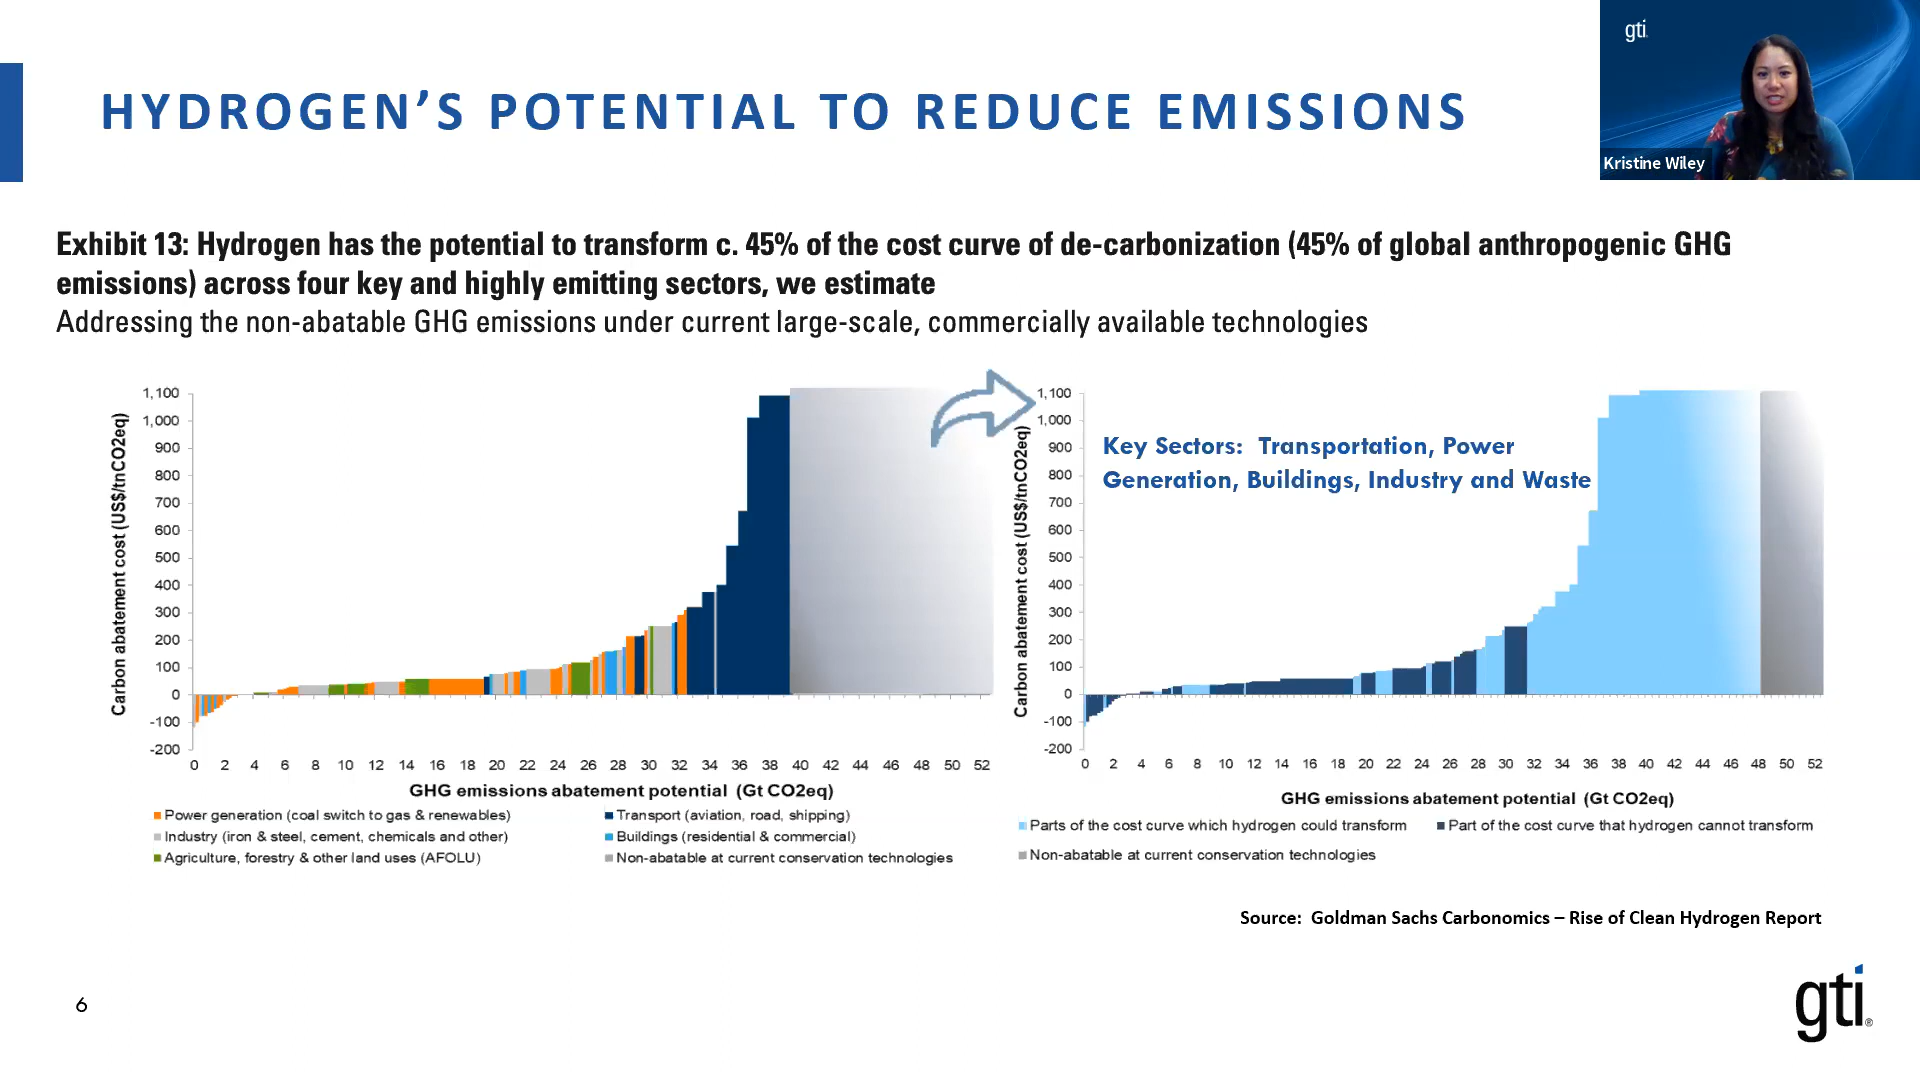 gti
Kristine Wiley
HYDROGEN’S POTENTIAL TO REDUCE EMISSIONS
Exhibit 13: Hydrogen has the potential to transform c. 45% of the cost curve of de-carbonization (45% of global anthropogenic GHG
emissions) across four key and highly emitting sectors, we estimate
Addressing the non-abatable GHG emissions under current large-scale, commercially available technologies
Carbon abatement cost (US$/tnCO2eq)
1,100
1,000
900
800
700
600
500
400
300
200
100
0
-100
-200
0 2 4 6 8 10 12 14 16 18 20 22 24 26 28 30 32 34 36 38 40 42 44 46 48 50 52
GHG emissions abatement potential (Gt CO2eq)
Power generation (coal switch to gas & renewables)
Transport (aviation, road, shipping)
Industry (iron & steel, cement, chemicals and other)
Buildings (residential & commercial)
Agriculture, forestry & other land uses (AFOLU)
Non-abatable at current conservation technologies
Carbon abatement cost (US$/tnCO2eq)
1,100
1,000
900
800
700
600
500
400
300
200
100
0
-100
-200
Key Sectors: Transportation, Power
Generation, Buildings, Industry and Waste
0 2 4 6 8 10 12 14 16 18 20 22 24 26 28 30 32 34 36 38 40 42 44 46 48 50 52
GHG emissions abatement potential (Gt CO2eq)
Parts of the cost curve which hydrogen could transform
Part of the cost curve that hydrogen cannot transform
Non-abatable at current conservation technologies
Source: Goldman Sachs Carbonomics – Rise of Clean Hydrogen Report
6
gti®